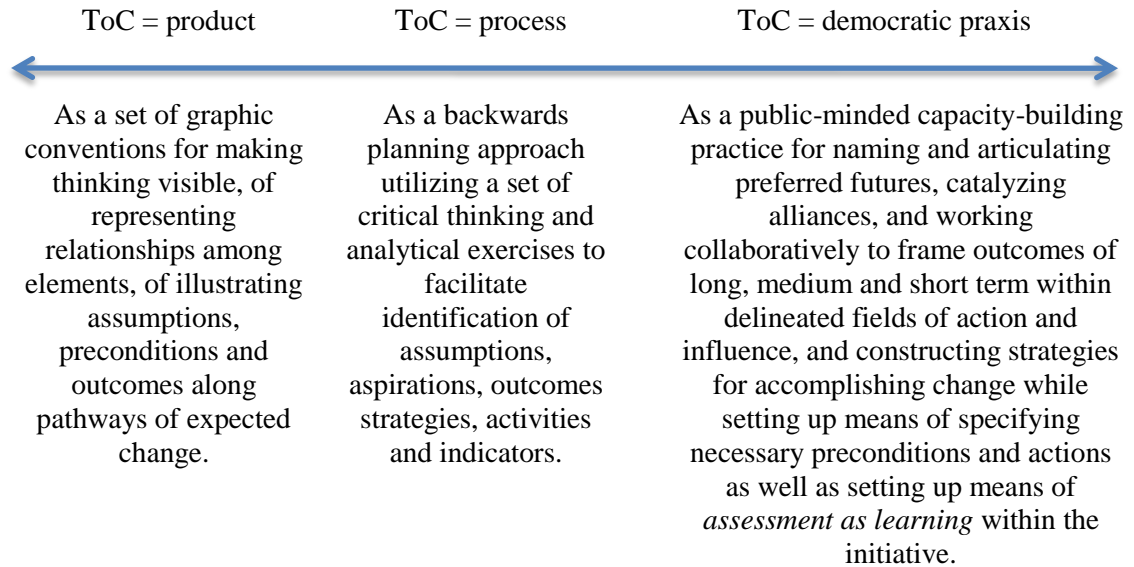 ToC = product
ToC = process
ToC = democratic praxis
As a set of graphic
conventions for making
thinking visible, of
representing
relationships among
elements, of illustrating
assumptions,
preconditions and
outcomes along
pathways of expected
change.
As a backwards
planning approach
utilizing a set of
critical thinking and
analytical exercises to
facilitate
identification of
assumptions,
aspirations, outcomes
strategies, activities
and indicators.
As a public-minded capacity-building
practice for naming and articulating
preferred futures, catalyzing
alliances, and working
collaboratively to frame outcomes of
long, medium and short term within
delineated fields of action and
influence, and constructing strategies
for accomplishing change while
setting up means of specifying
necessary preconditions and actions
as well as setting up means of
assessment as learning within the
initiative.